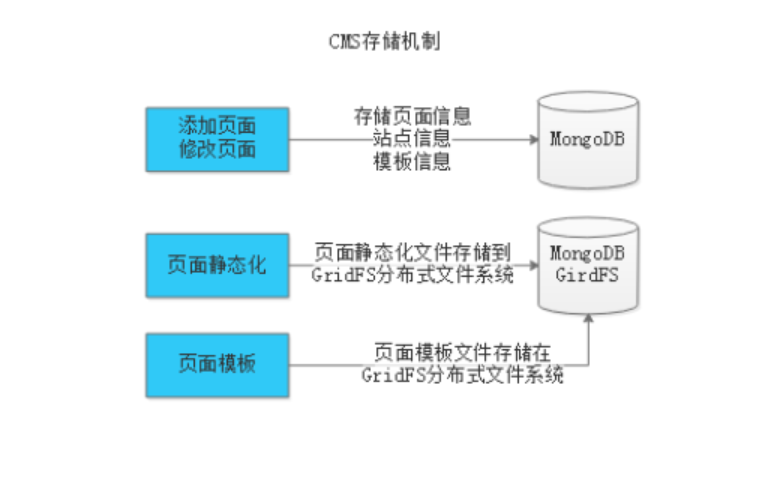 CMS存储机制
添加页面
修改页面
存储页面信息
站点信息
模板信息
MongoDB
页面静态化
页面静态化文件存储到
GridFS分布式文件系统
MongoDB
GirdFS
页面模板
页面模板文件存储在
GridFS分布式文件系统